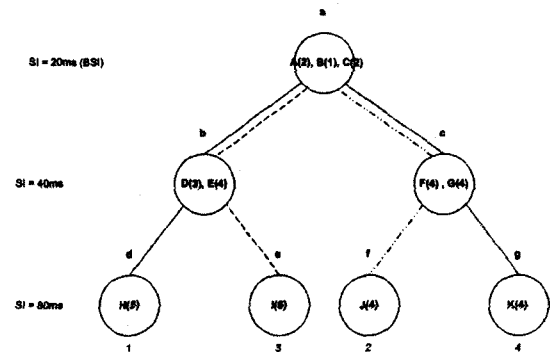 a
SI = 20ms (BSI)
A(2), B(1), C(2)
b
c
SI = 40ms
D(3), E(4)
F(4) , G(4)
d
e
f
g
SI = 80ms
H(5)
J(4)
K(4)
1
3
2
4